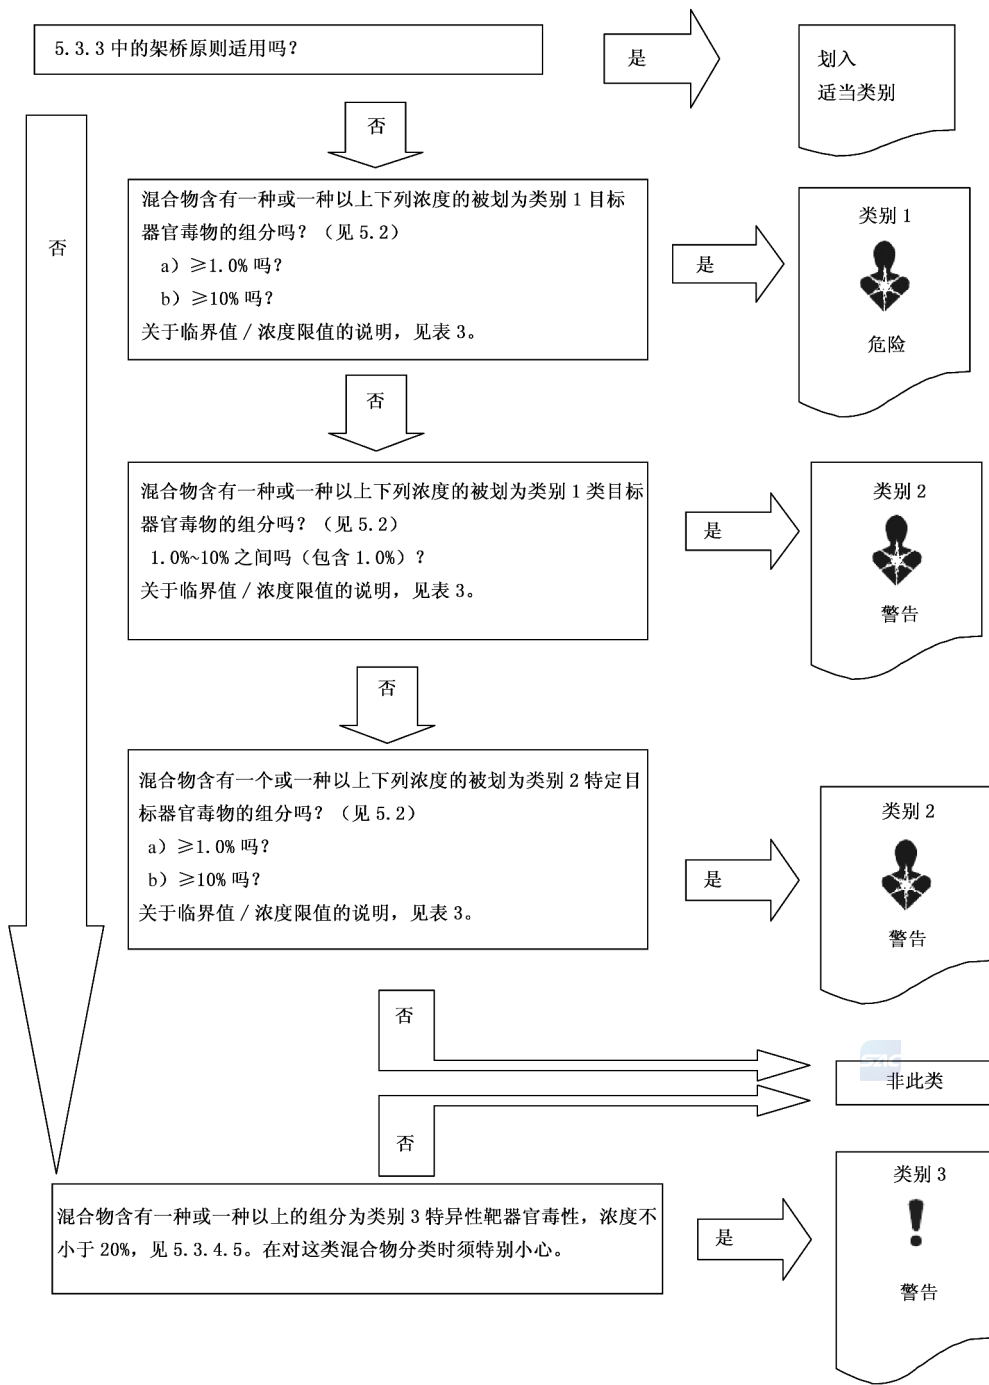 5.3.3 中的架桥原则适用吗？
是
划入
适当类别
否
否
混合物含有一种或一种以上下列浓度的被划为类别 1 目标
器官毒物的组分吗？（见 5.2）
a）≥1.0% 吗？
b）≥10% 吗？
关于临界值 / 浓度限值的说明，见表 3。
是
类别 1
危险
否
混合物含有一种或一种以上下列浓度的被划为类别 1 类目标
器官毒物的组分吗？（见 5.2）
1.0%~10% 之间吗（包含 1.0%）？
关于临界值 / 浓度限值的说明，见表 3。
是
类别 2
警告
否
混合物含有一个或一种以上下列浓度的被划为类别 2 特定目
标器官毒物的组分吗？（见 5.2）
a）≥1.0% 吗？
b）≥10% 吗？
关于临界值 / 浓度限值的说明，见表 3。
是
类别 2
警告
否
SZIC
非此类
否
混合物含有一种或一种以上的组分为类别 3 特异性靶器官毒性，浓度不
小于 20%，见 5.3.4.5。在对这类混合物分类时须特别小心。
是
类别 3
警告